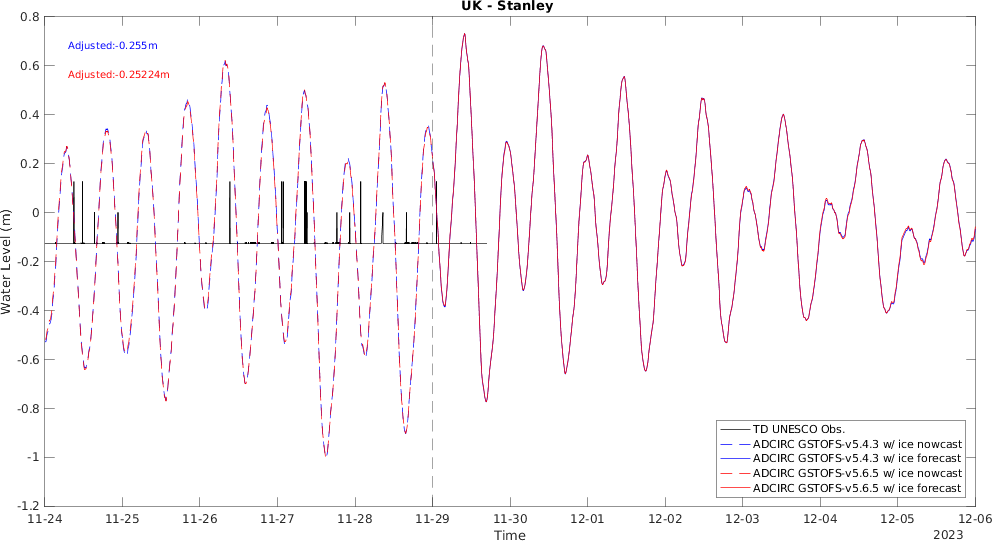 UK - Stanley
Adjusted:-0.255m
Adjusted:-0.25224m
0.8
0.6
0.4
0.2
0
-0.2
-0.4
-0.6
-0.8
-1
-1.2
Water Level (m)
TD UNESCO Obs.
ADCIRC GSTOFS-v5.4.3 w/ ice nowcast
ADCIRC GSTOFS-v5.4.3 w/ ice forecast
ADCIRC GSTOFS-v5.6.5 w/ ice nowcast
ADCIRC GSTOFS-v5.6.5 w/ ice forecast
11-24 11-25 11-26 11-27 11-28 11-29 11-30 12-01 12-02 12-03 12-04 12-05 12-06
Time
2023